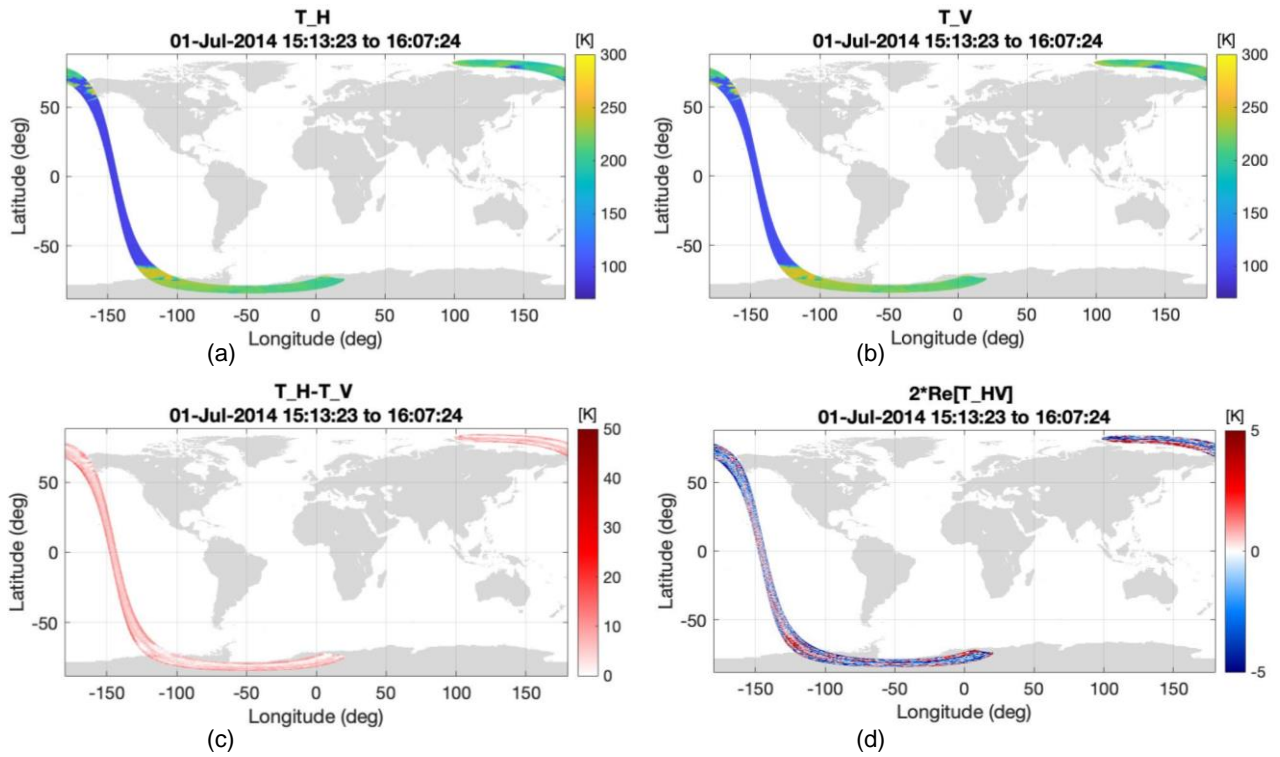 T_H
01-Jul-2014 15:13:23 to 16:07:24
[K]
300
250
200
150
100
50
0
-50
Latitude (deg)
-150 -100 -50 0 50 100 150
Longitude (deg)
(a)
T_V
01-Jul-2014 15:13:23 to 16:07:24
[K]
300
250
200
150
100
50
0
-50
Latitude (deg)
-150 -100 -50 0 50 100 150
Longitude (deg)
(b)
T_H-T_V
01-Jul-2014 15:13:23 to 16:07:24
[K]
50
40
30
20
10
0
50
0
-50
Latitude (deg)
-150 -100 -50 0 50 100 150
Longitude (deg)
(c)
2*Re[T_HV]
01-Jul-2014 15:13:23 to 16:07:24
[K]
5
0
-5
50
0
-50
Latitude (deg)
-150 -100 -50 0 50 100 150
Longitude (deg)
(d)